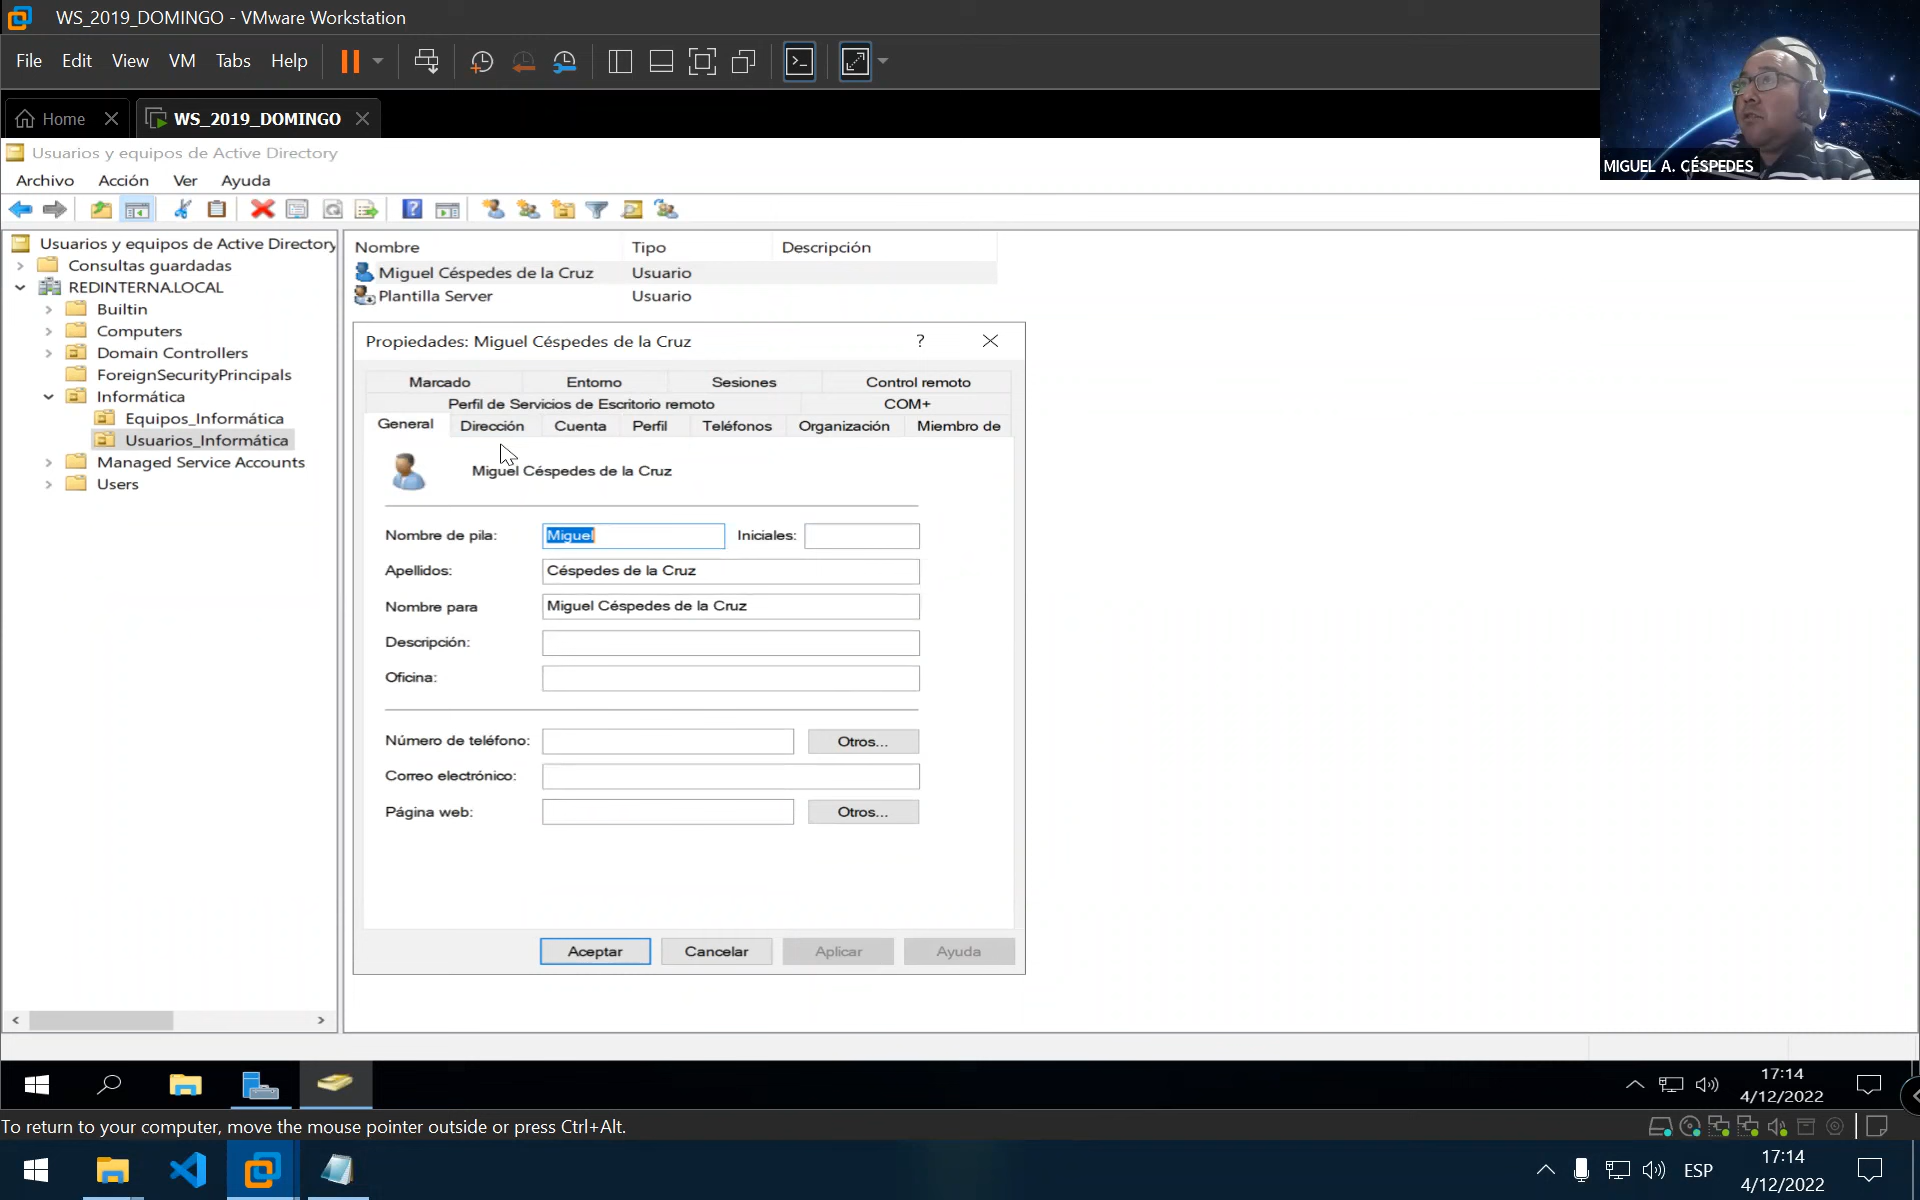 WS_2019_DOMINGO - VMware Workstation
File Edit View VM Tabs Help
Home WS_2019_DOMINGO
MIGUEL A. CÉSPEDES
Usuarios y equipos de Active Directory
Archivo Acción Ver Ayuda
Usuarios y equipos de Active Directory
Consultas guardadas
REDINTERNA.LOCAL
Builtin
Computers
Domain Controllers
ForeignSecurityPrincipals
Informática
Equipos_Informática
Usuarios_Informática
Managed Service Accounts
Users
Nombre Tipo Descripción
Miguel Céspedes de la Cruz Usuario
Plantilla Server Usuario
Propiedades: Miguel Céspedes de la Cruz ?
Marcado Entorno Sesiones Control remoto
Perfil de Servicios de Escritorio remoto COM+
General Dirección Cuenta Perfil Teléfonos Organización Miembro de
Miguel Céspedes de la Cruz
Nombre de pila: Miguel Iniciales:
Apellidos: Céspedes de la Cruz
Nombre para Miguel Céspedes de la Cruz
Descripción:
Oficina:
Número de teléfono: Otros...
Correo electrónico:
Página web: Otros...
Aceptar Cancelar Aplicar Ayuda
17:14
4/12/2022
To return to your computer, move the mouse pointer outside or press Ctrl+Alt.
ESP
17:14
4/12/2022